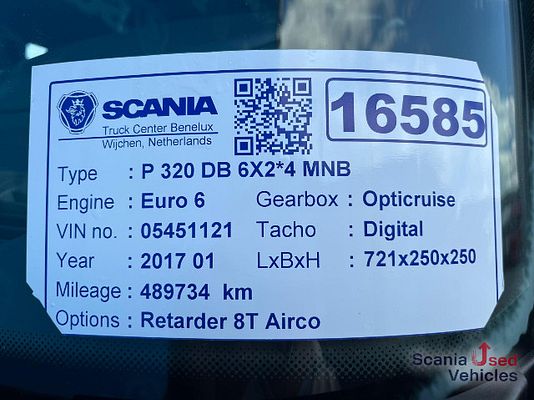 SCANIA
Truck Center Benelux
Wijchen, Netherlands
16585
Type : P 320 DB 6X2*4 MNB
Engine : Euro 6 Gearbox : Opticruise
VIN no. : 05451121 Tacho : Digital
Year : 2017 01 LxBxH : 721x250x250
Mileage : 489734 km
Options : Retarder 8T Airco
Scania Used
Vehicles